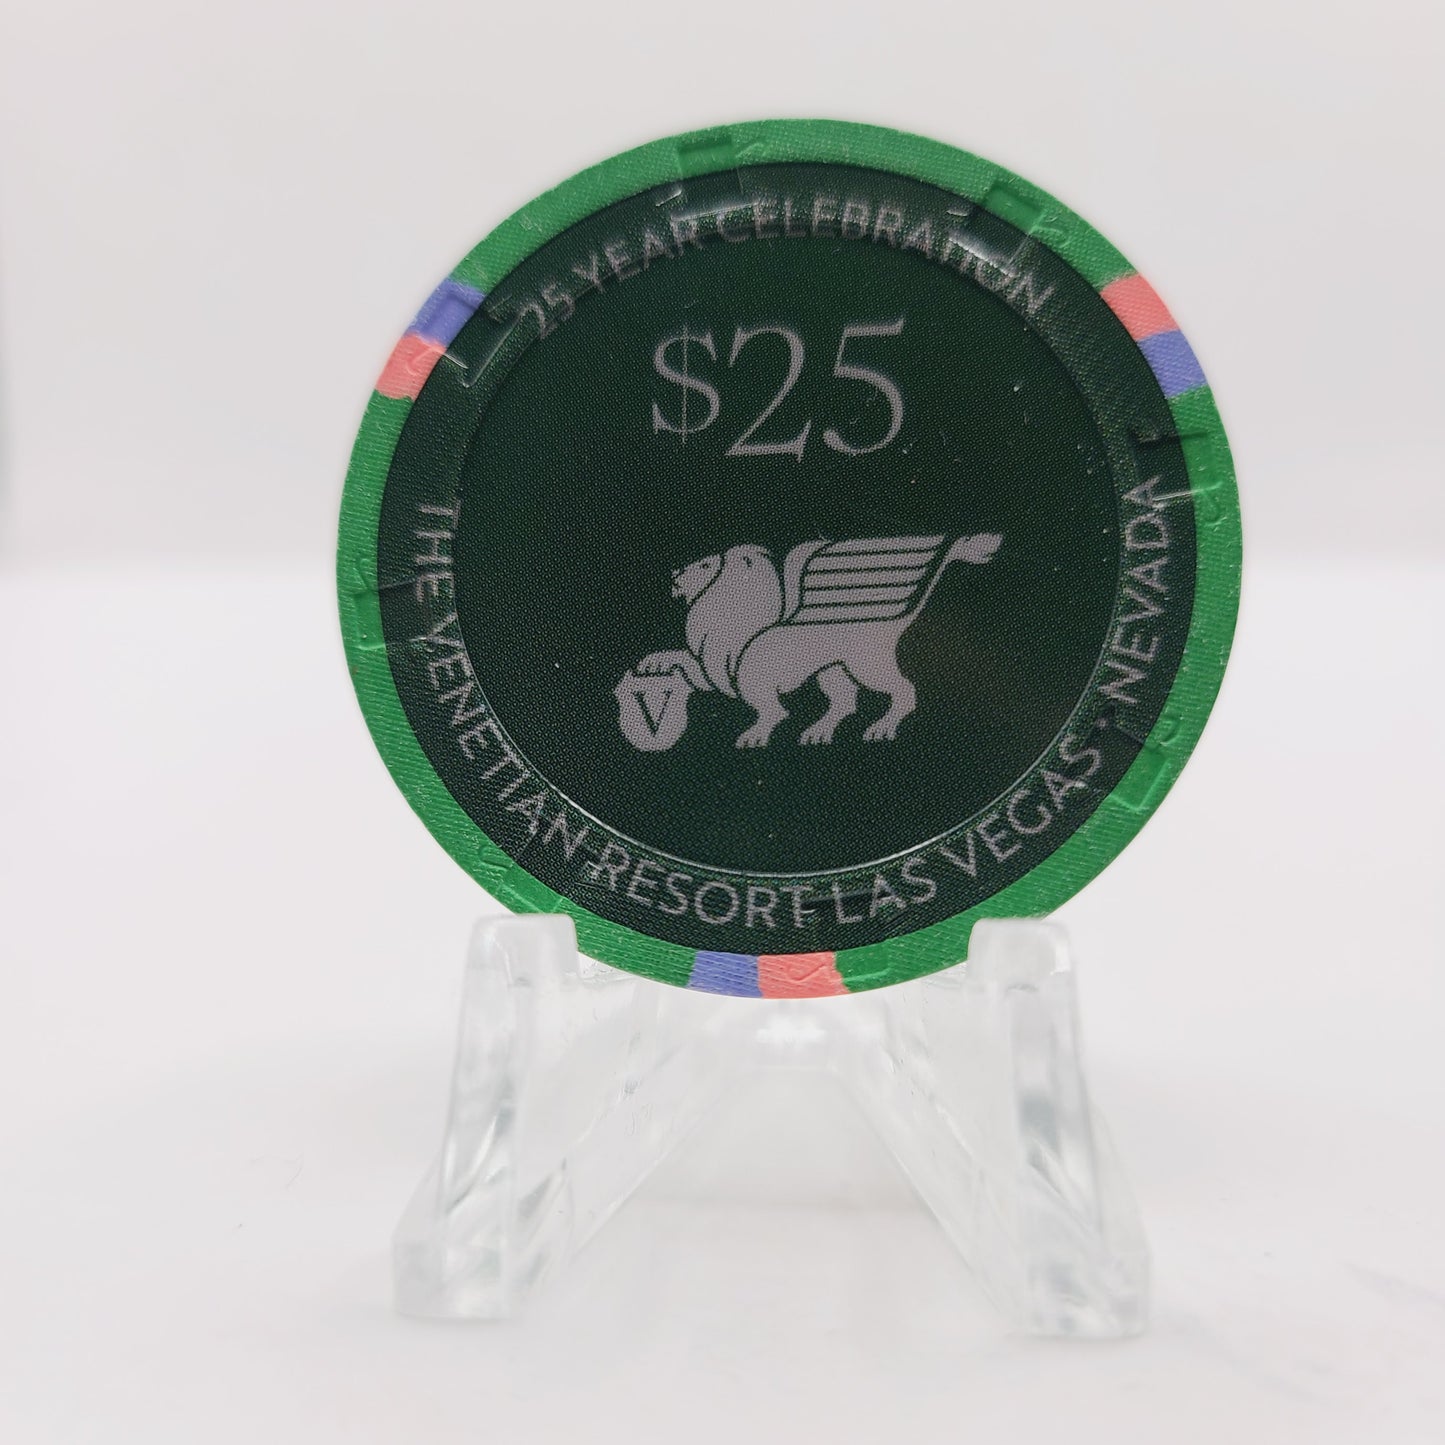 25 YEAR CELEBRATION
$25
V
THE VENETIAN RESORT LAS VEGAS • NEVADA